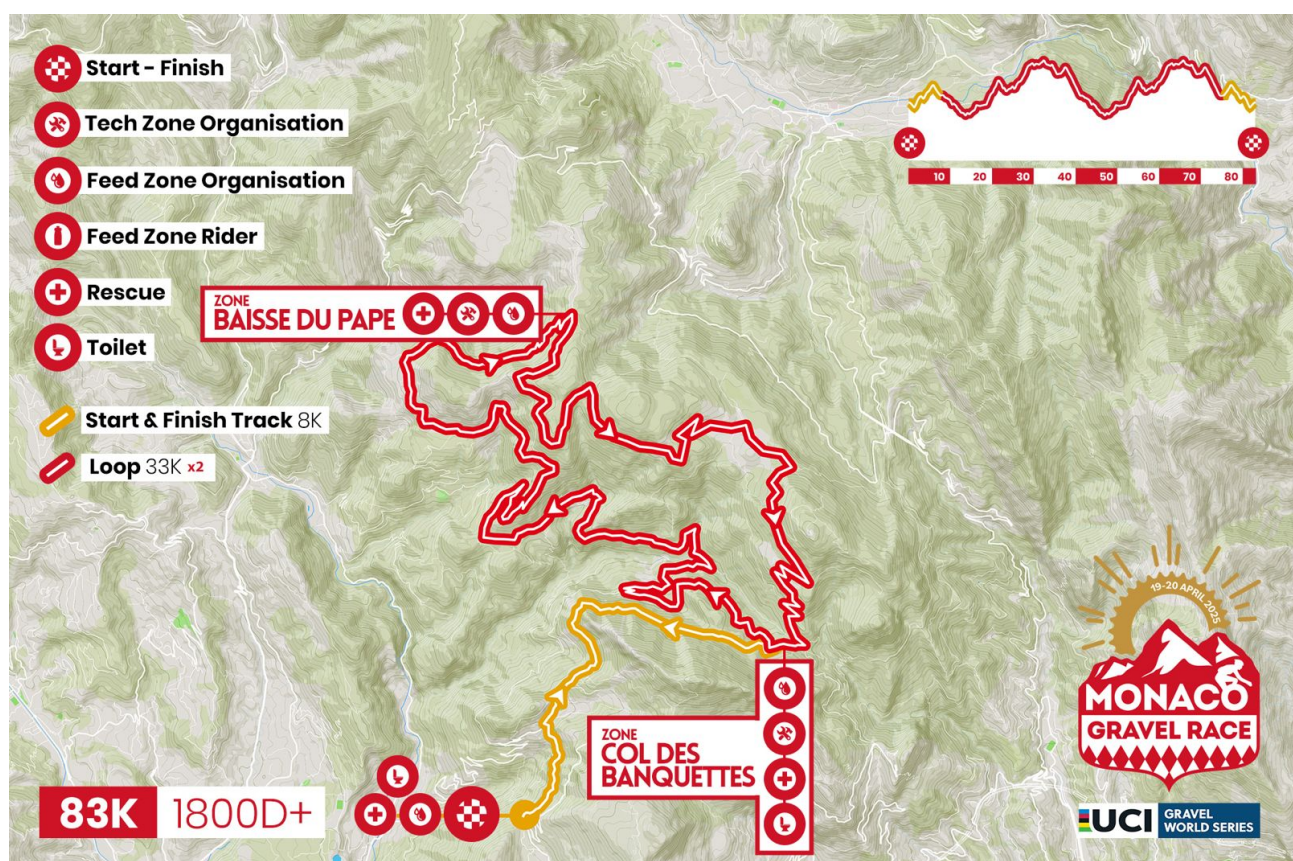 Start - Finish
Tech Zone Organisation
Feed Zone Organisation
Feed Zone Rider
Rescue
Toilet
Start & Finish Track 8K
Loop 33K x2
10 20 30 40 50 60 70 80
ZONE
BAISSE DU PAPE
ZONE
COL DES
BANQUETTES
83K 1800D+
19-20 APRIL 2025
MONACO
GRAVEL RACE
UCI GRAVEL
WORLD SERIES